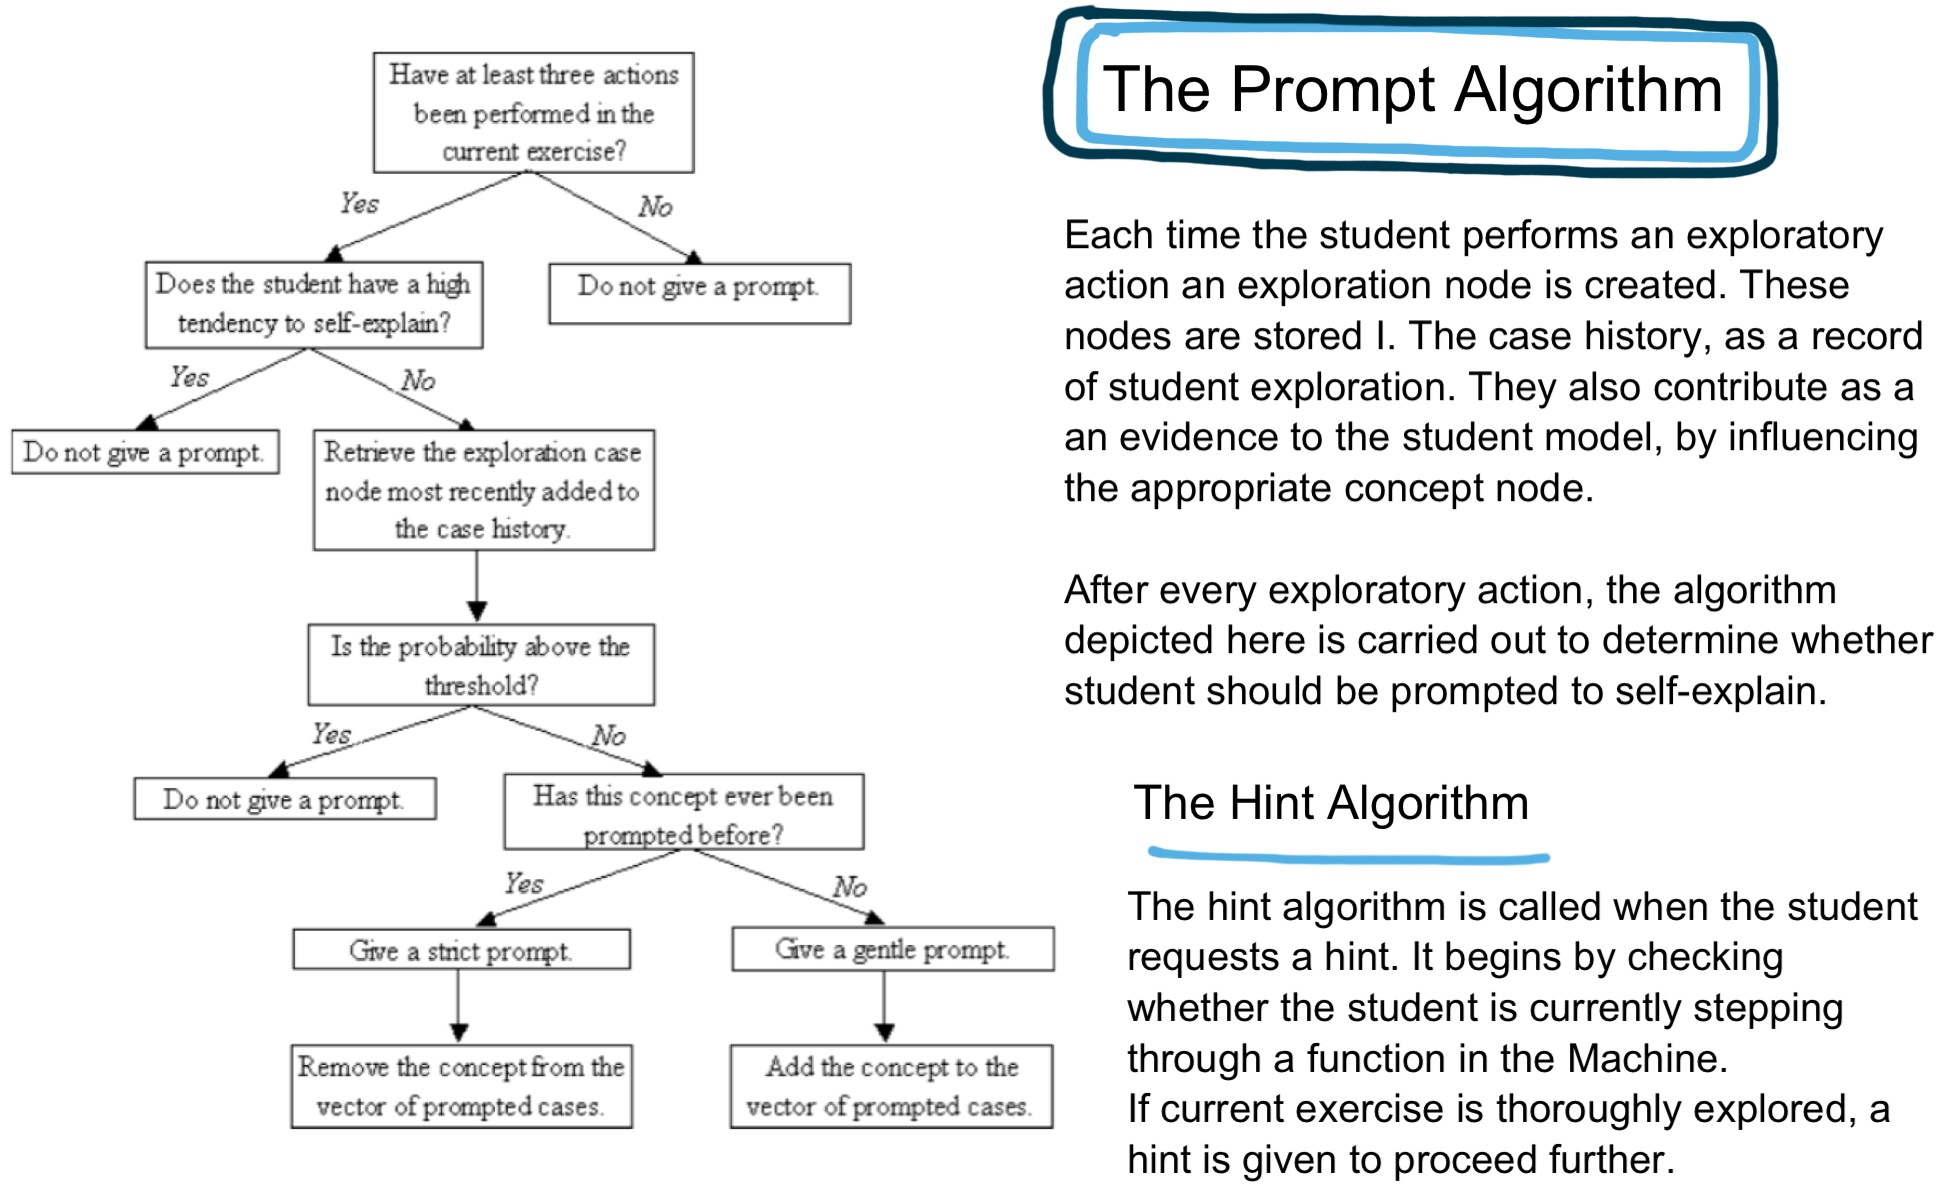 Have at least three actions
been performed in the
current exercise?
Yes
No
Does the student have a high
tendency to self-explain?
Do not give a prompt.
Yes
No
Do not give a prompt.
Retrieve the exploration case
node most recently added to
the case history.
Is the probability above the
threshold?
Yes
No
Do not give a prompt.
Has this concept ever been
prompted before?
Yes
No
Give a strict prompt.
Give a gentle prompt.
Remove the concept from the
vector of prompted cases.
Add the concept to the
vector of prompted cases.
The Prompt Algorithm
Each time the student performs an exploratory
action an exploration node is created. These
nodes are stored I. The case history, as a record
of student exploration. They also contribute as a
an evidence to the student model, by influencing
the appropriate concept node.
After every exploratory action, the algorithm
depicted here is carried out to determine whether
student should be prompted to self-explain.
The Hint Algorithm
The hint algorithm is called when the student
requests a hint. It begins by checking
whether the student is currently stepping
through a function in the Machine.
If current exercise is thoroughly explored, a
hint is given to proceed further.